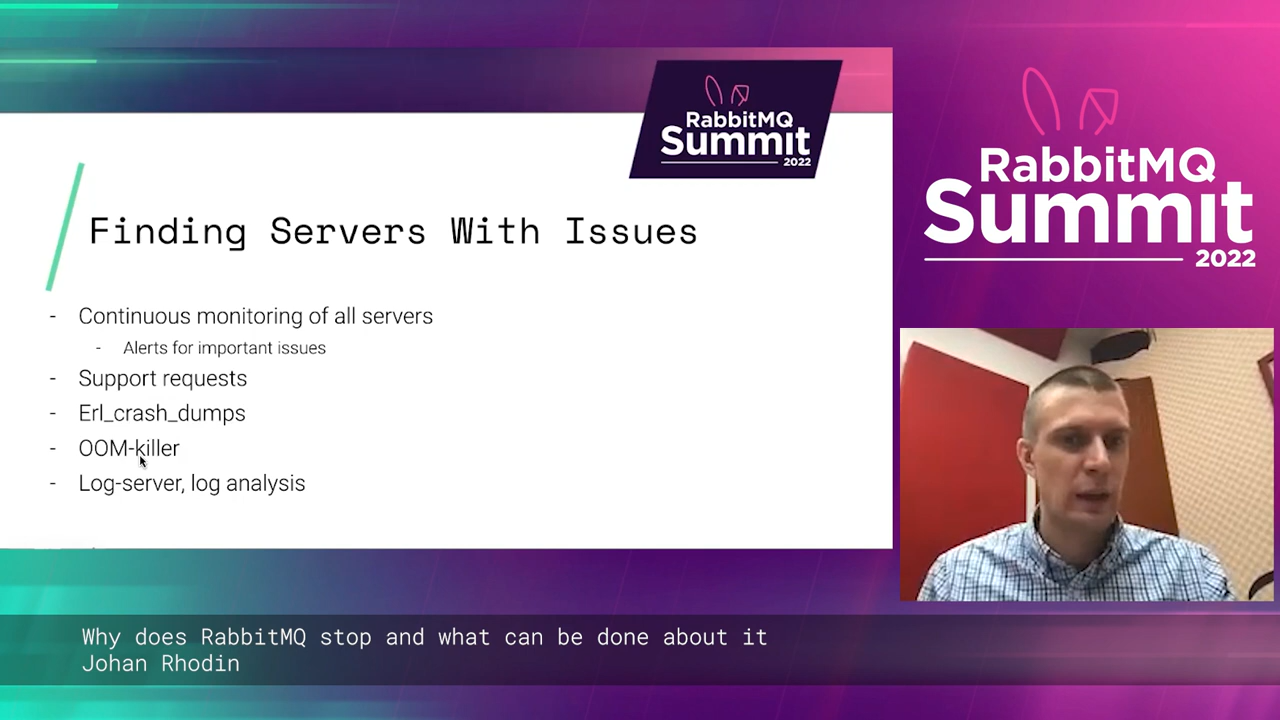 RabbitMQ
Summit
2022
Finding Servers With Issues
- Continuous monitoring of all servers
- Alerts for important issues
- Support requests
- Erl_crash_dumps
- OOM-killer
- Log-server, log analysis
RabbitMQ
Summit
2022
Why does RabbitMQ stop and what can be done about it
Johan Rhodin